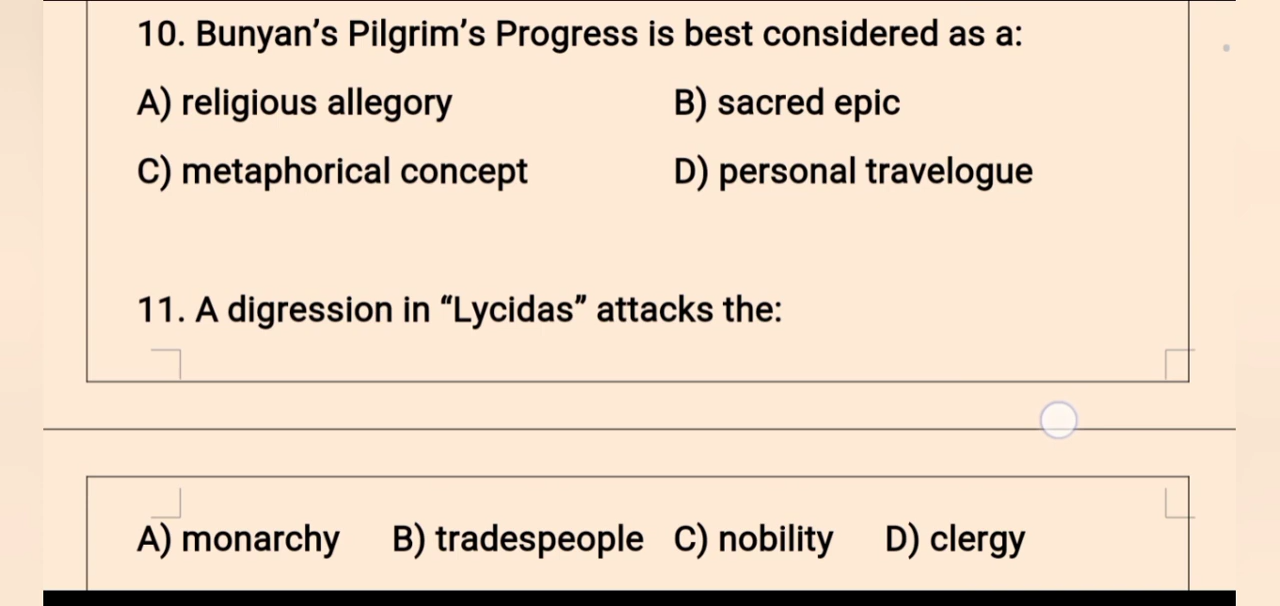 10. Bunyan’s Pilgrim’s Progress is best considered as a:
A) religious allegory B) sacred epic
C) metaphorical concept D) personal travelogue
11. A digression in “Lycidas” attacks the:
A) monarchy B) tradespeople C) nobility D) clergy